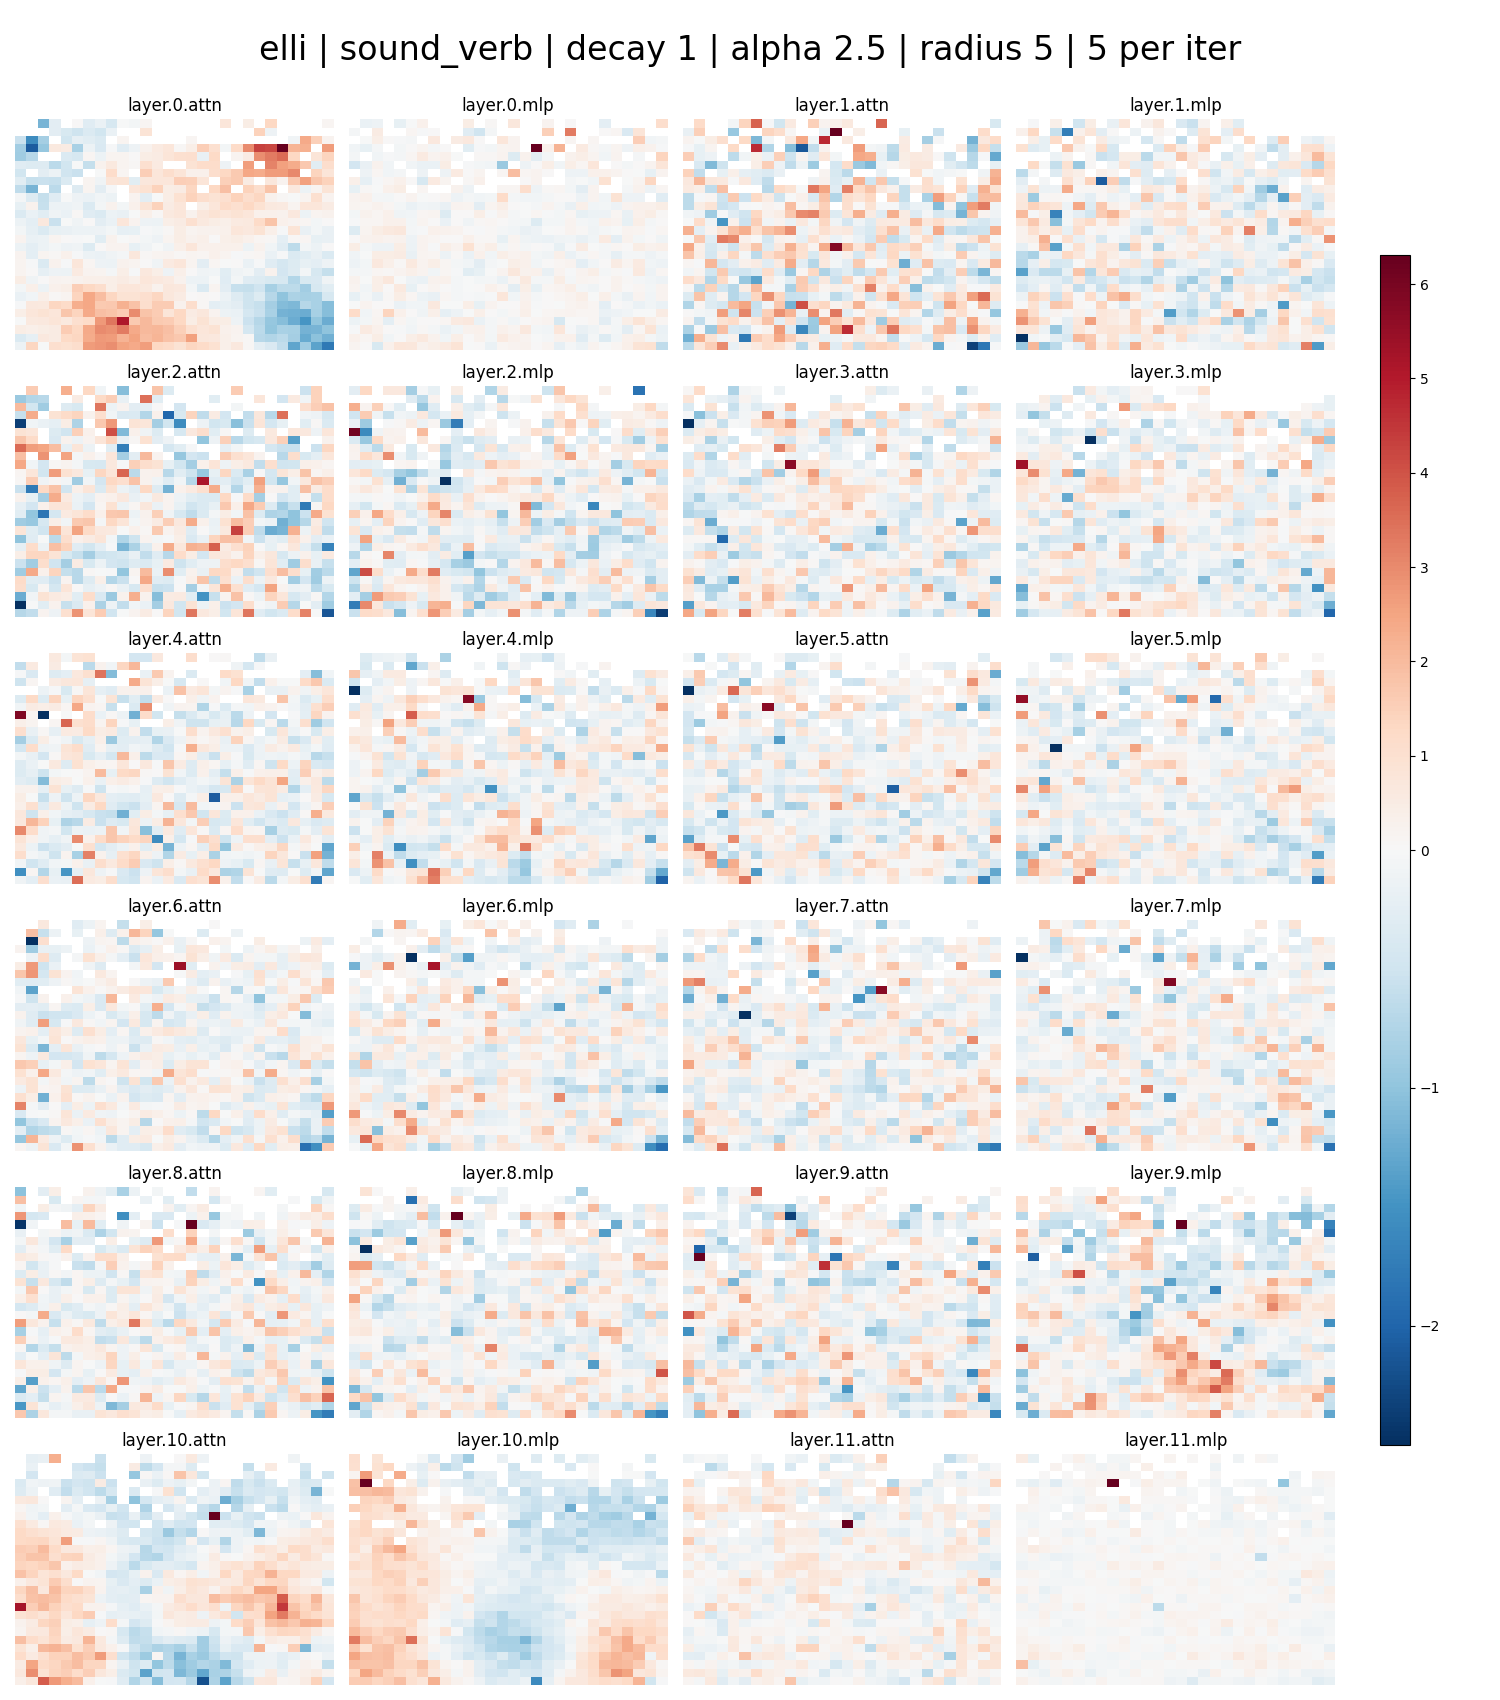 elli | sound_verb | decay 1 | alpha 2.5 | radius 5 | 5 per iter
layer.0.attn layer.0.mlp layer.1.attn layer.1.mlp
layer.2.attn layer.2.mlp layer.3.attn layer.3.mlp
layer.4.attn layer.4.mlp layer.5.attn layer.5.mlp
layer.6.attn layer.6.mlp layer.7.attn layer.7.mlp
layer.8.attn layer.8.mlp layer.9.attn layer.9.mlp
layer.10.attn layer.10.mlp layer.11.attn layer.11.mlp
6
5
4
3
2
1
0
−1
−2